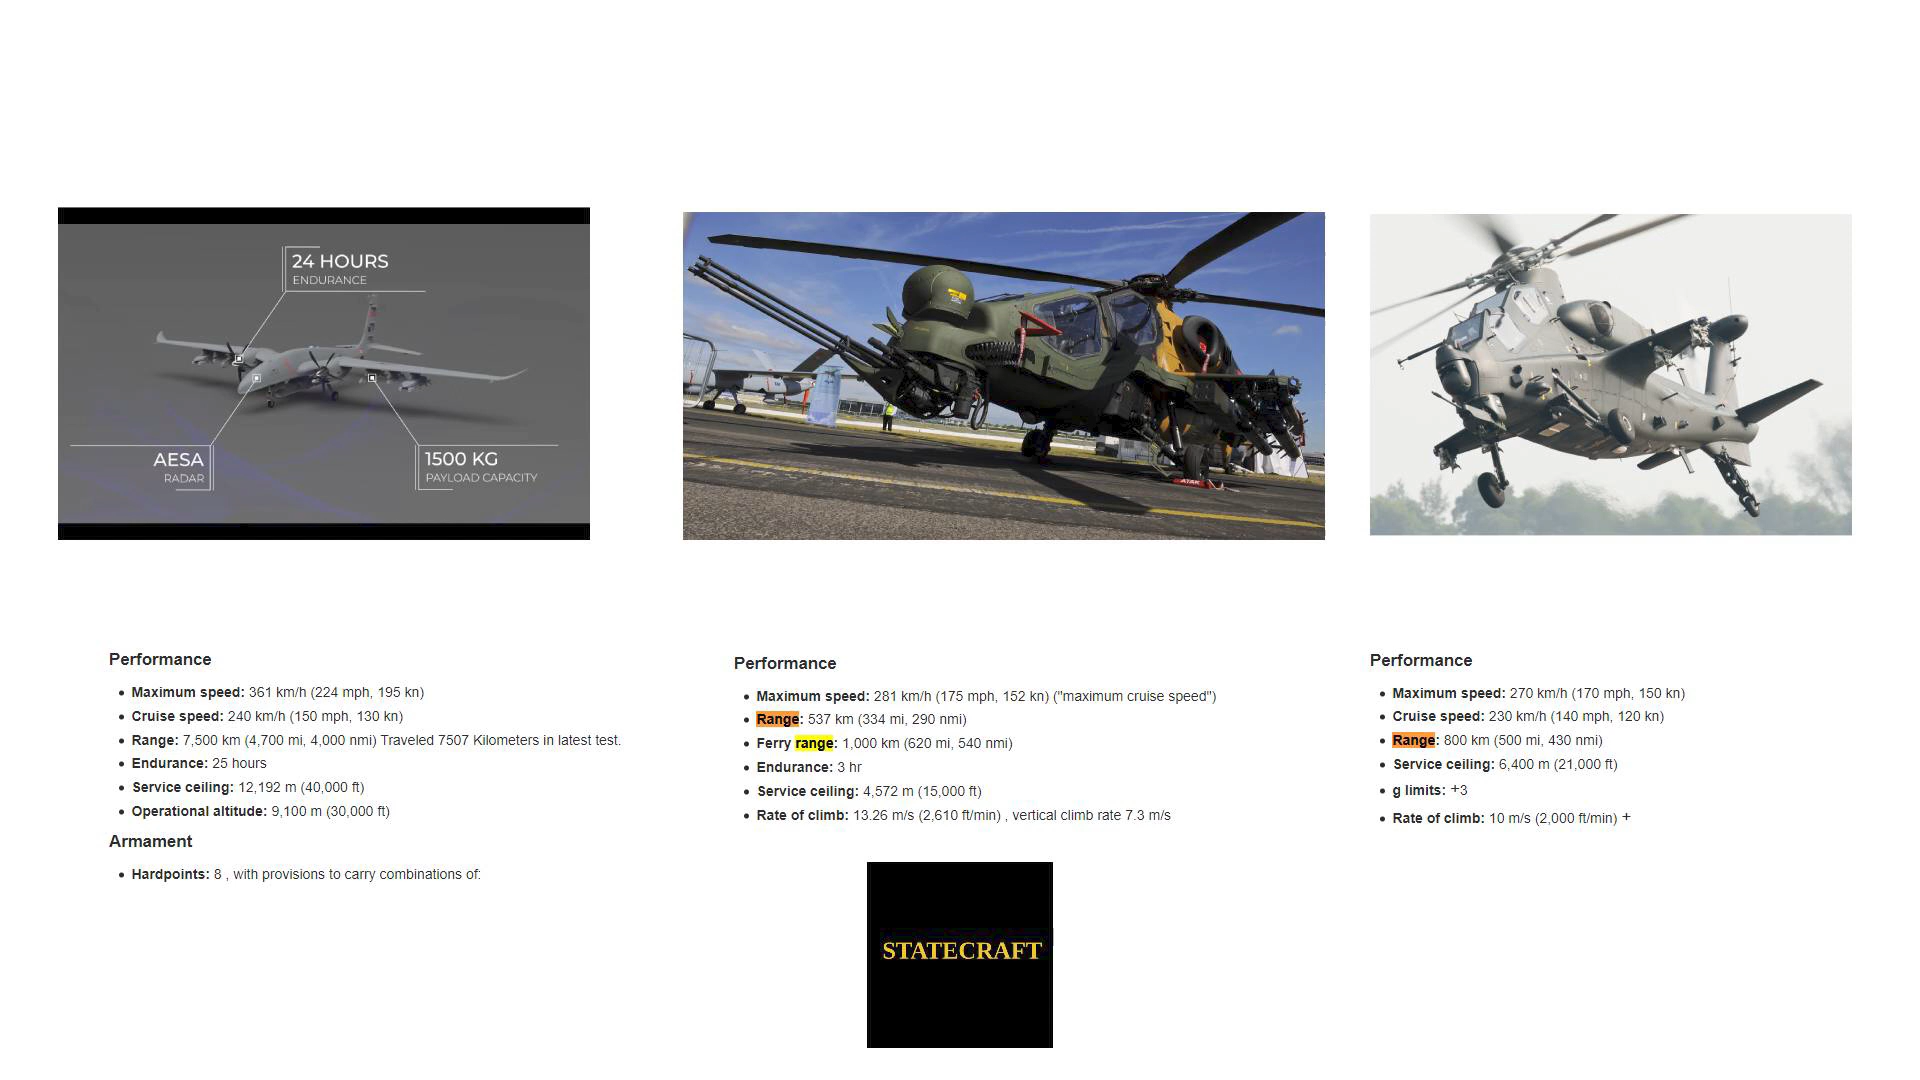 24 HOURS
ENDURANCE
AESA
RADAR
1500 KG
PAYLOAD CAPACITY
ATAK
Performance
• Maximum speed: 361 km/h (224 mph, 195 kn)
• Cruise speed: 240 km/h (150 mph, 130 kn)
• Range: 7,500 km (4,700 mi, 4,000 nmi) Traveled 7507 Kilometers in latest test.
• Endurance: 25 hours
• Service ceiling: 12,192 m (40,000 ft)
• Operational altitude: 9,100 m (30,000 ft)
Armament
• Hardpoints: 8 , with provisions to carry combinations of:
Performance
• Maximum speed: 281 km/h (175 mph, 152 kn) ("maximum cruise speed")
• Range: 537 km (334 mi, 290 nmi)
• Ferry range: 1,000 km (620 mi, 540 nmi)
• Endurance: 3 hr
• Service ceiling: 4,572 m (15,000 ft)
• Rate of climb: 13.26 m/s (2,610 ft/min) , vertical climb rate 7.3 m/s
Performance
• Maximum speed: 270 km/h (170 mph, 150 kn)
• Cruise speed: 230 km/h (140 mph, 120 kn)
• Range: 800 km (500 mi, 430 nmi)
• Service ceiling: 6,400 m (21,000 ft)
• g limits: +3
• Rate of climb: 10 m/s (2,000 ft/min) +
STATECRAFT